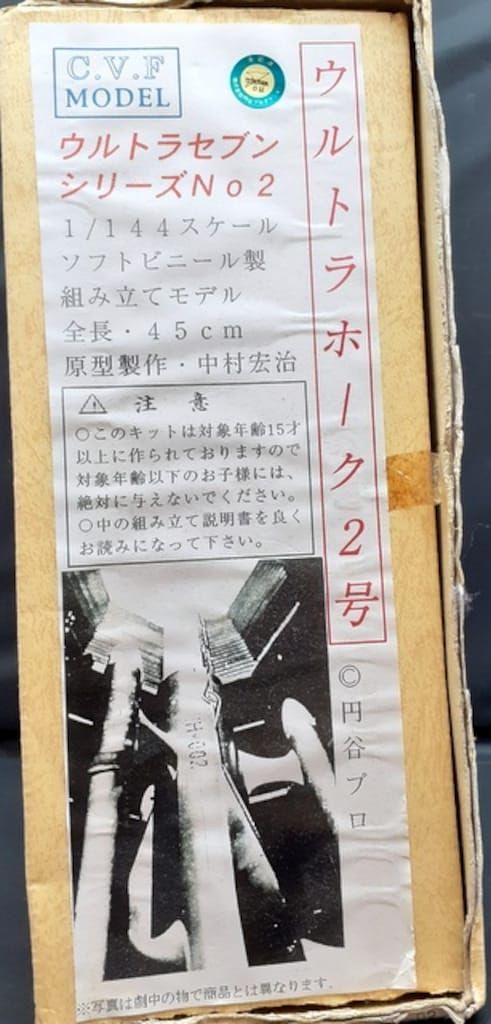 C.V.F
MODEL
ウルトラセブン
シリーズNo2
1/144スケール
ソフトビニール製
組み立てモデル
全長・45cm
原型製作・中村宏治
ウルトラホーク2号
©円谷プロ
⚠ 注 意
○このキットは対象年齢15才
以上に作られておりますので
対象年齢以下のお子様には、
絶対に与えないでください。
○中の組み立て説明書を良く
お読みになって下さい。
H-002
※写真は劇中の物で商品とは異なります。